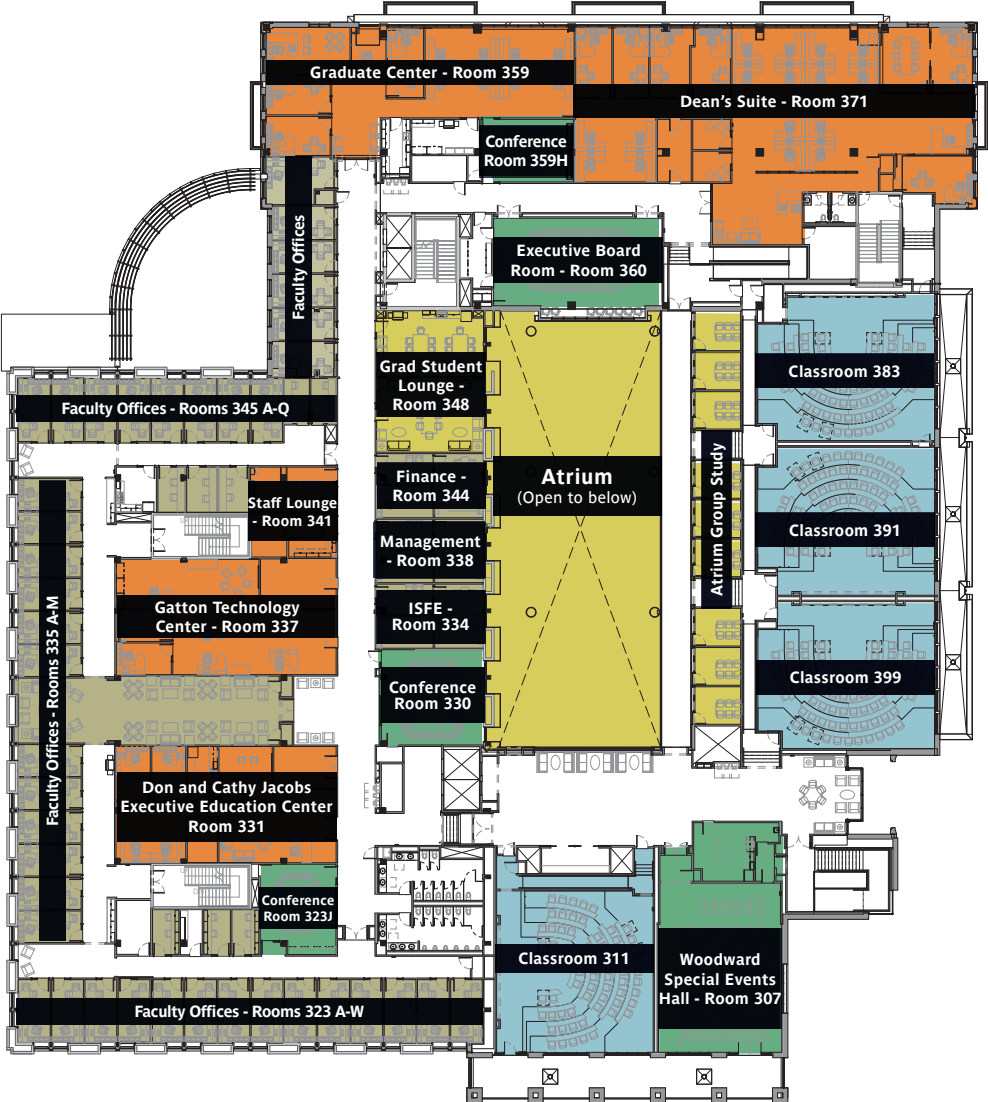 Graduate Center - Room 359
Dean's Suite - Room 371
Conference
Room 359H
Faculty Offices
Executive Board
Room - Room 360
Grad Student
Lounge -
Room 348
Classroom 383
Faculty Offices - Rooms 345 A-Q
Finance -
Room 344
Atrium
(Open to below)
Staff Lounge
- Room 341
Atrium Group Study
Classroom 391
Management
- Room 338
Faculty Offices - Rooms 335 A-M
Gatton Technology
Center - Room 337
ISFE -
Room 334
Classroom 399
Conference
Room 330
Don and Cathy Jacobs
Executive Education Center
Room 331
Conference
Room 323J
Classroom 311
Woodward
Special Events
Hall - Room 307
Faculty Offices - Rooms 323 A-W